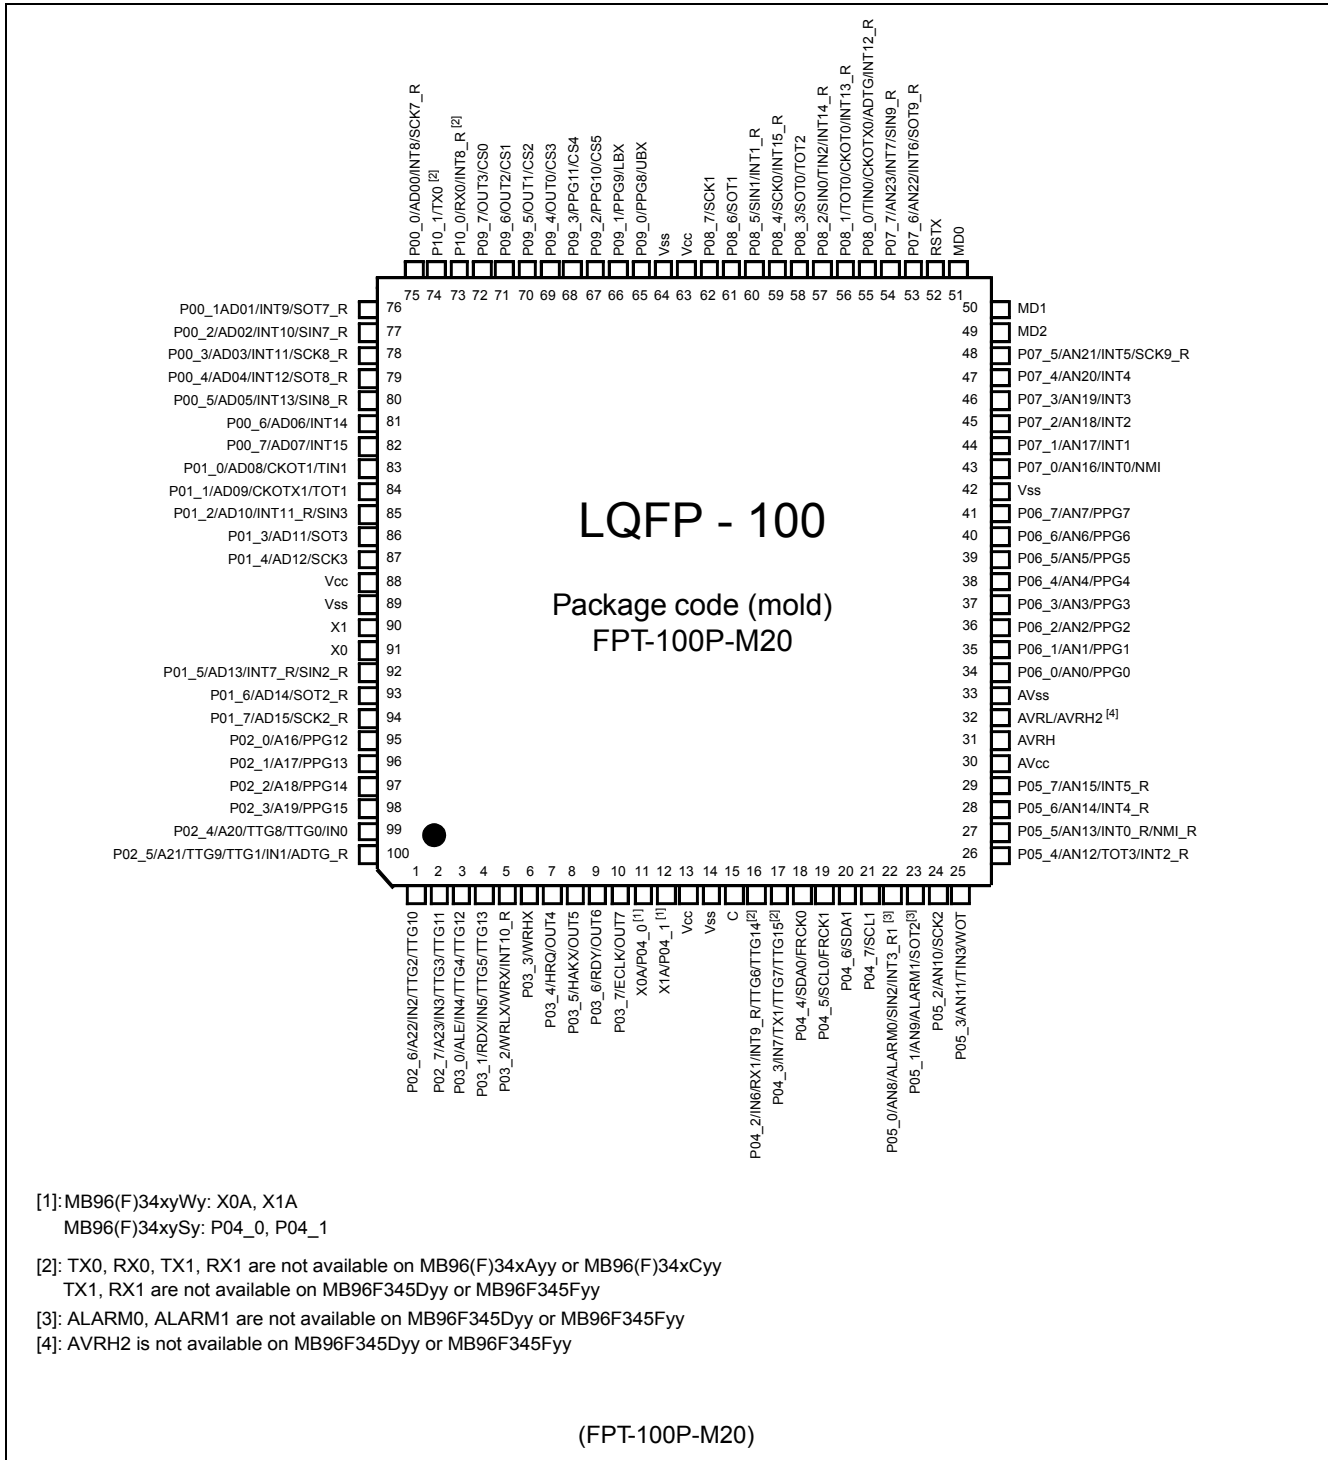 P00_0/AD00/INT8/SCK7_R
P10_1/TX0 [2]
P10_0/RX0/INT8_R [2]
P09_7/OUT3/CS0
P09_6/OUT2/CS1
P09_5/OUT1/CS2
P09_4/OUT0/CS3
P09_3/PPG11/CS4
P09_2/PPG10/CS5
P09_1/PPG9/LBX
P09_0/PPG8/UBX
Vss
Vcc
P08_7/SCK1
P08_6/SOT1
P08_5/SIN1/INT1_R
P08_4/SCK0/INT15_R
P08_3/SOT0/TOT2
P08_2/SIN0/TIN2/INT14_R
P08_1/TOT0/CKOT0/INT13_R
P08_0/TIN0/CKOTX0/ADTG/INT12_R
P07_7/AN23/INT7/SIN9_R
P07_6/AN22/INT6/SOT9_R
RSTX
MD0
75 74 73 72 71 70 69 68 67 66 65 64 63 62 61 60 59 58 57 56 55 54 53 52 51
P00_1AD01/INT9/SOT7_R 76
P00_2/AD02/INT10/SIN7_R 77
P00_3/AD03/INT11/SCK8_R 78
P00_4/AD04/INT12/SOT8_R 79
P00_5/AD05/INT13/SIN8_R 80
P00_6/AD06/INT14 81
P00_7/AD07/INT15 82
P01_0/AD08/CKOT1/TIN1 83
P01_1/AD09/CKOTX1/TOT1 84
P01_2/AD10/INT11_R/SIN3 85
P01_3/AD11/SOT3 86
P01_4/AD12/SCK3 87
Vcc 88
Vss 89
X1 90
X0 91
P01_5/AD13/INT7_R/SIN2_R 92
P01_6/AD14/SOT2_R 93
P01_7/AD15/SCK2_R 94
P02_0/A16/PPG12 95
P02_1/A17/PPG13 96
P02_2/A18/PPG14 97
P02_3/A19/PPG15 98
P02_4/A20/TTG8/TTG0/IN0 99
P02_5/A21/TTG9/TTG1/IN1/ADTG_R 100
LQFP - 100
Package code (mold)
FPT-100P-M20
50 MD1
49 MD2
48 P07_5/AN21/INT5/SCK9_R
47 P07_4/AN20/INT4
46 P07_3/AN19/INT3
45 P07_2/AN18/INT2
44 P07_1/AN17/INT1
43 P07_0/AN16/INT0/NMI
42 Vss
41 P06_7/AN7/PPG7
40 P06_6/AN6/PPG6
39 P06_5/AN5/PPG5
38 P06_4/AN4/PPG4
37 P06_3/AN3/PPG3
36 P06_2/AN2/PPG2
35 P06_1/AN1/PPG1
34 P06_0/AN0/PPG0
33 AVss
32 AVRL/AVRH2 [4]
31 AVRH
30 AVcc
29 P05_7/AN15/INT5_R
28 P05_6/AN14/INT4_R
27 P05_5/AN13/INT0_R/NMI_R
26 P05_4/AN12/TOT3/INT2_R
1 2 3 4 5 6 7 8 9 10 11 12 13 14 15 16 17 18 19 20 21 22 23 24 25
P02_6/A22/IN2/TTG2/TTG10
P02_7/A23/IN3/TTG3/TTG11
P03_0/ALE/IN4/TTG4/TTG12
P03_1/RDX/IN5/TTG5/TTG13
P03_2/WRLX/WRX/INT10_R
P03_3/WRHX
P03_4/HRQ/OUT4
P03_5/HAKX/OUT5
P03_6/RDY/OUT6
P03_7/ECLK/OUT7
X0A/P04_0[1]
X1A/P04_1 [1]
Vcc
Vss
C
P04_2/IN6/RX1/INT9_R/TTG6/TTG14[2]
P04_3/IN7/TX1/TTG7/TTG15[2]
P04_4/SDA0/FRCK0
P04_5/SCL0/FRCK1
P04_6/SDA1
P04_7/SCL1
P05_0/AN8/ALARM0/SIN2/INT3_R1 [3]
P05_1/AN9/ALARM1/SOT2[3]
P05_2/AN10/SCK2
P05_3/AN11/TIN3/WOT
[1]:MB96(F)34xyWy: X0A, X1A
MB96(F)34xySy: P04_0, P04_1
[2]: TX0, RX0, TX1, RX1 are not available on MB96(F)34xAyy or MB96(F)34xCyy
TX1, RX1 are not available on MB96F345Dyy or MB96F345Fyy
[3]: ALARM0, ALARM1 are not available on MB96F345Dyy or MB96F345Fyy
[4]: AVRH2 is not available on MB96F345Dyy or MB96F345Fyy
(FPT-100P-M20)